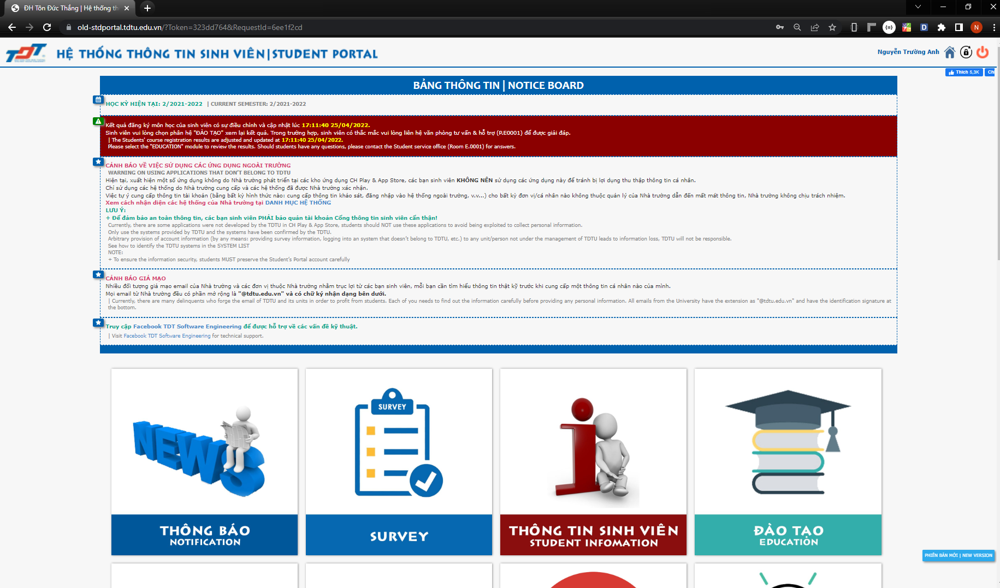 ĐH Tôn Đức Thắng | Hệ thống th
old-stdportal.tdtu.edu.vn/?Token=323dd764&RequestId=6ee1f2cd
D
N
TDT HỆ THỐNG THÔNG TIN SINH VIÊN|STUDENT PORTAL
Nguyễn Trường Anh
Thích 5,3K
BẢNG THÔNG TIN | NOTICE BOARD
HỌC KỲ HIỆN TẠI: 2/2021-2022 | CURRENT SEMESTER: 2/2021-2022
Kết quả đăng ký môn học của sinh viên có sự điều chỉnh và cập nhật lúc 17:11:40 25/04/2022.
Sinh viên vui lòng chọn phân hệ "ĐÀO TẠO" xem lại kết quả. Trong trường hợp, sinh viên có thắc mắc vui lòng liên hệ văn phòng tư vấn & hỗ trợ (P.E0001) để được giải đáp.
| The Students' course registration results are adjusted and updated at 17:11:40 25/04/2022.
Please select the "EDUCATION" module to review the results. Should students have any questions, please contact the Student service office (Room E.0001) for answers.
CẢNH BÁO VỀ VIỆC SỬ DỤNG CÁC ỨNG DỤNG NGOÀI TRƯỜNG
WARNING ON USING APPLICATIONS THAT DON'T BELONG TO TDTU
Hiện tại, xuất hiện một số ứng dụng không do Nhà trường phát triển tại các kho ứng dụng CH Play & App Store, các bạn sinh viên KHÔNG NÊN sử dụng các ứng dụng này để tránh bị lợi dụng thu thập thông tin cá nhân.
Chỉ sử dụng các hệ thống do Nhà trường cung cấp và các hệ thống đã được Nhà trường xác nhận.
Việc tự ý cung cấp thông tin tài khoản (bằng bất kỳ hình thức nào: cung cấp thông tin khảo sát, đăng nhập vào hệ thống ngoài trường, v.v...) cho bất kỳ đơn vị/cá nhân nào không thuộc quản lý của Nhà trường dẫn đến mất mát thông tin, Nhà trường không chịu trách nhiệm.
Xem cách nhận diện các hệ thống của Nhà trường tại DANH MỤC HỆ THỐNG
LƯU Ý:
+ Để đảm bảo an toàn thông tin, các bạn sinh viên PHẢI bảo quản tài khoản Cổng thông tin sinh viên cẩn thận!
Currently, there are some applications were not developed by the TDTU in CH Play & App Store, students should NOT use these applications to avoid being exploited to collect personal information.
Only use the systems provided by TDTU and the systems have been confirmed by the TDTU.
Arbitrary provision of account information (by any means: providing survey information, logging into an system that doesn't belong to TDTU, etc.) to any unit/person not under the management of TDTU leads to information loss, TDTU will not be responsible.
See how to identify the TDTU systems in the SYSTEM LIST
NOTE:
+ To ensure the information security, students MUST preserve the Student's Portal account carefully
CẢNH BÁO GIẢ MẠO
Nhiều đối tượng giả mạo email của Nhà trường và các đơn vị thuộc Nhà trường nhằm trục lợi từ các bạn sinh viên, mỗi bạn cần tìm hiểu thông tin thật kỹ trước khi cung cấp một thông tin cá nhân nào của mình.
Mọi email từ Nhà trường đều có phần mở rộng là "@tdtu.edu.vn" và có chữ ký nhận dạng bên dưới.
| Currently, there are many delinquents who forge the email of TDTU and its units in order to profit from students. Each of you needs to find out the information carefully before providing any personal information. All emails from the University have the extension as "@tdtu.edu.vn" and have the identification signature at
the bottom.
Truy cập Facebook TDT Software Engineering để được hỗ trợ về các vấn đề kỹ thuật.
| Visit Facebook TDT Software Engineering for technical support.
NEWS
SURVEY
THÔNG BÁO
NOTIFICATION
SURVEY
THÔNG TIN SINH VIÊN
STUDENT INFOMATION
ĐÀO TẠO
EDUCATION
PHIÊN BẢN MỚI | NEW VERSION